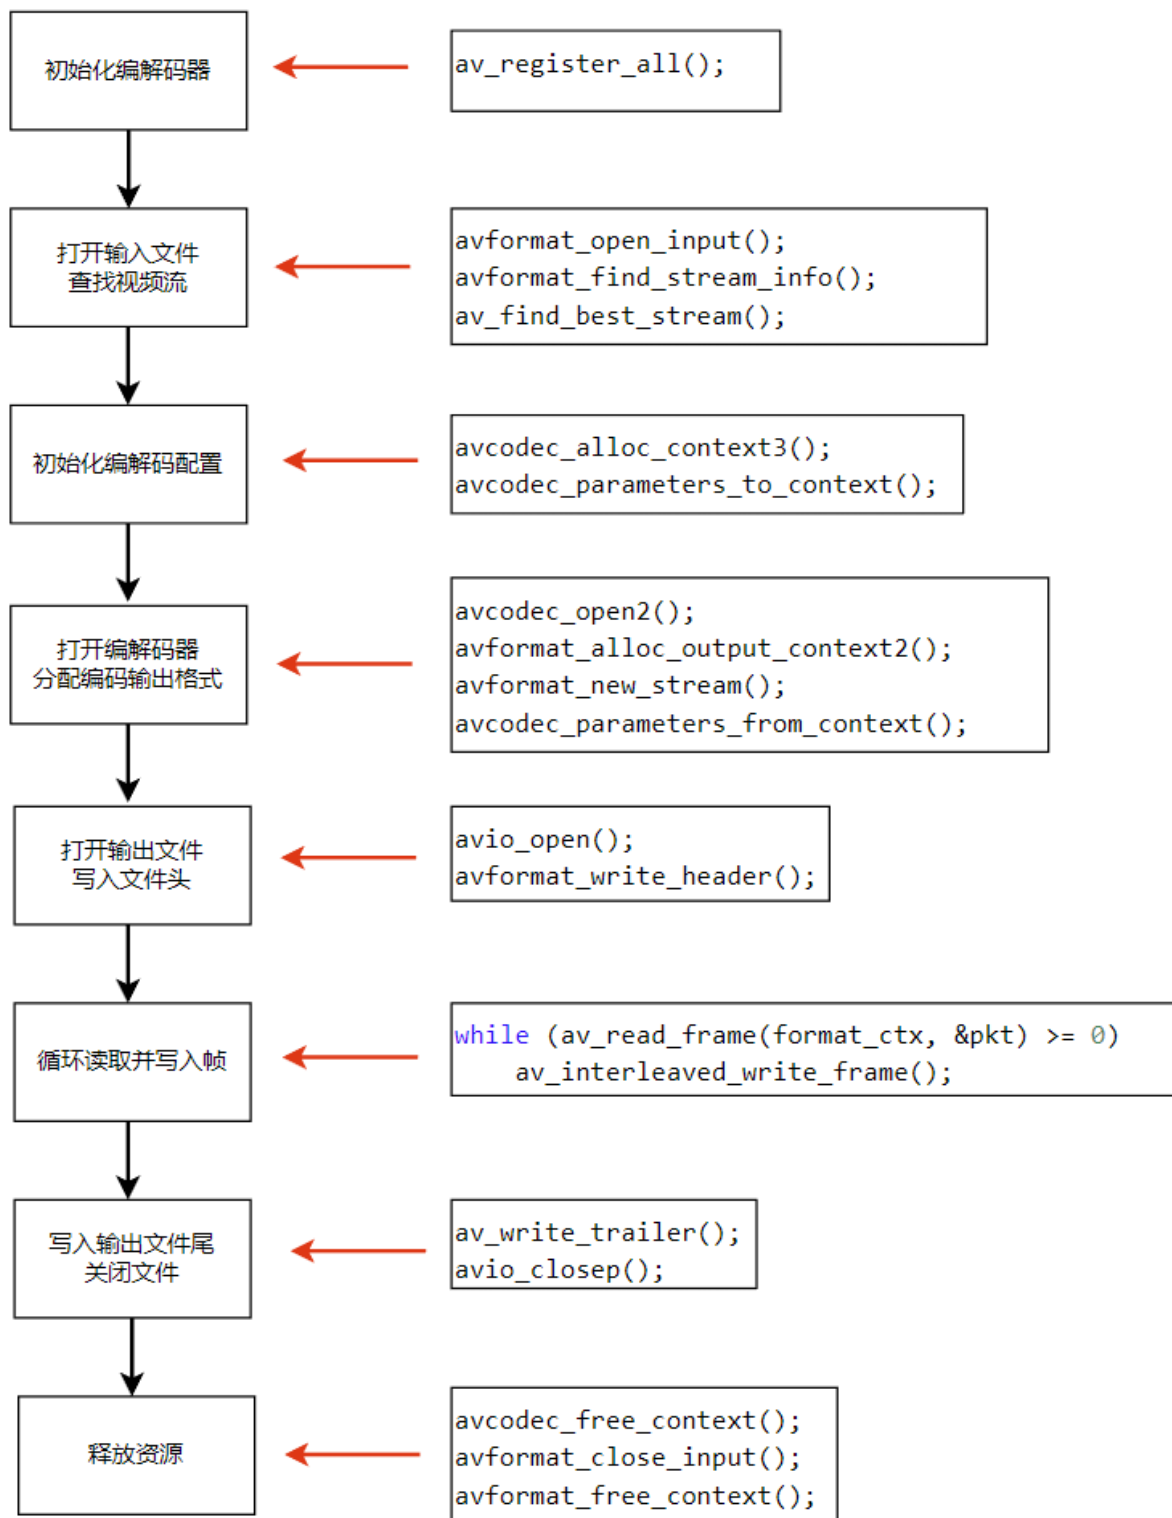 初始化编解码器
av_register_all();
打开输入文件
查找视频流
avformat_open_input();
avformat_find_stream_info();
av_find_best_stream();
初始化编解码配置
avcodec_alloc_context3();
avcodec_parameters_to_context();
打开编解码器
分配编码输出格式
avcodec_open2();
avformat_alloc_output_context2();
avformat_new_stream();
avcodec_parameters_from_context();
打开输出文件
写入文件头
avio_open();
avformat_write_header();
循环读取并写入帧
while (av_read_frame(format_ctx, &pkt) >= 0)
    av_interleaved_write_frame();
写入输出文件尾
关闭文件
av_write_trailer();
avio_closep();
释放资源
avcodec_free_context();
avformat_close_input();
avformat_free_context();